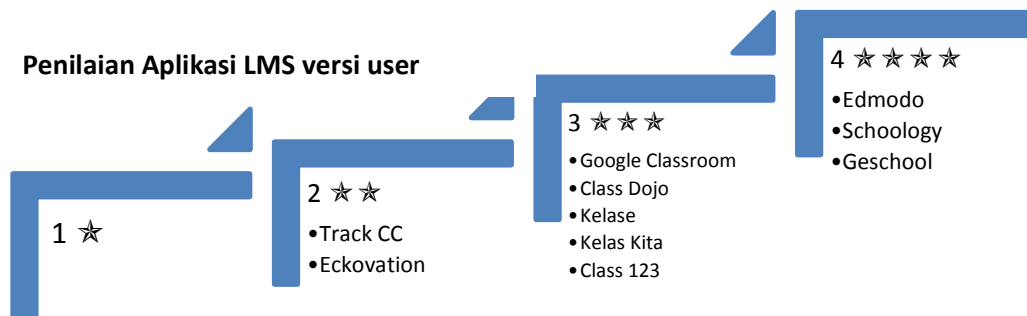 Penilaian Aplikasi LMS versi user
1 ✯
2 ✯ ✯
•Track CC
•Eckovation
3 ✯ ✯ ✯
•Google Classroom
•Class Dojo
•Kelase
•Kelas Kita
•Class 123
4 ✯ ✯ ✯ ✯
•Edmodo
•Schoology
•Geschool